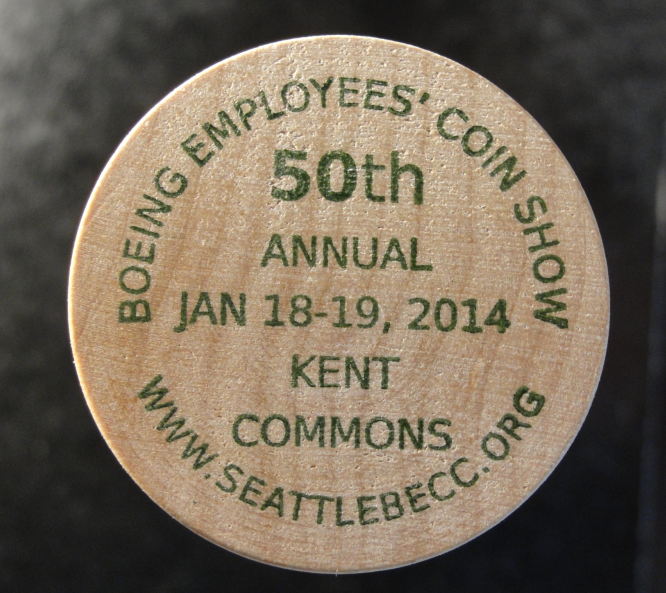 BOEING EMPLOYEES' COIN SHOW
50th
ANNUAL
JAN 18-19, 2014
KENT
COMMONS
WWW.SEATTLEBECC.ORG